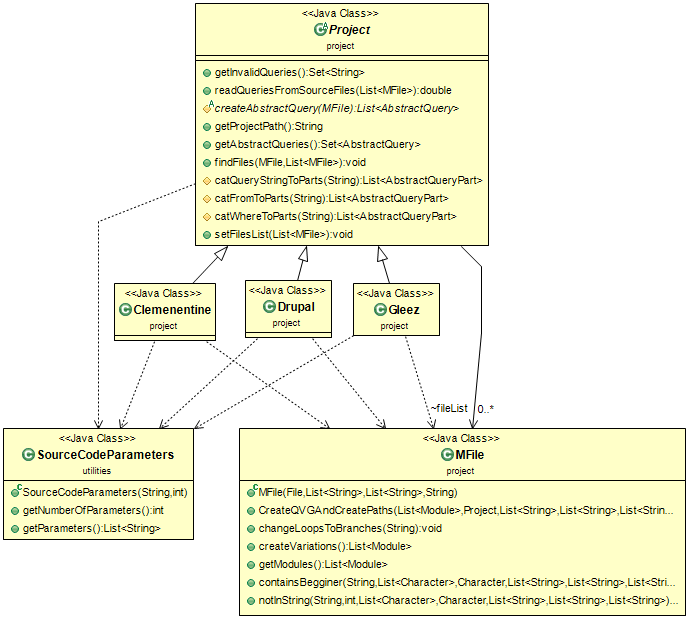 <<Java Class>>
Project
project
getInvalidQueries():Set<String>
readQueriesFromSourceFiles(List<MFile>):double
createAbstractQuery(MFile):List<AbstractQuery>
getProjectPath():String
getAbstractQueries():Set<AbstractQuery>
findFiles(MFile,List<MFile>):void
catQueryStringToParts(String):List<AbstractQueryPart>
catFromToParts(String):List<AbstractQueryPart>
catWhereToParts(String):List<AbstractQueryPart>
setFilesList(List<MFile>):void
<<Java Class>>
Clemenentine
project
<<Java Class>>
Drupal
project
<<Java Class>>
Gleez
project
~fileList 0..*
<<Java Class>>
SourceCodeParameters
utilities
SourceCodeParameters(String,int)
getNumberOfParameters():int
getParameters():List<String>
<<Java Class>>
MFile
project
MFile(File,List<String>,List<String>,String)
CreateQVGAndCreatePaths(List<Module>,Project,List<String>,List<String>,List<Strin...
changeLoopsToBranches(String):void
createVariations():List<Module>
getModules():List<Module>
containsBegginer(String,List<Character>,Character,List<String>,List<String>,List<Stri...
notInString(String,int,List<Character>,Character,List<String>,List<String>,List<String>)...